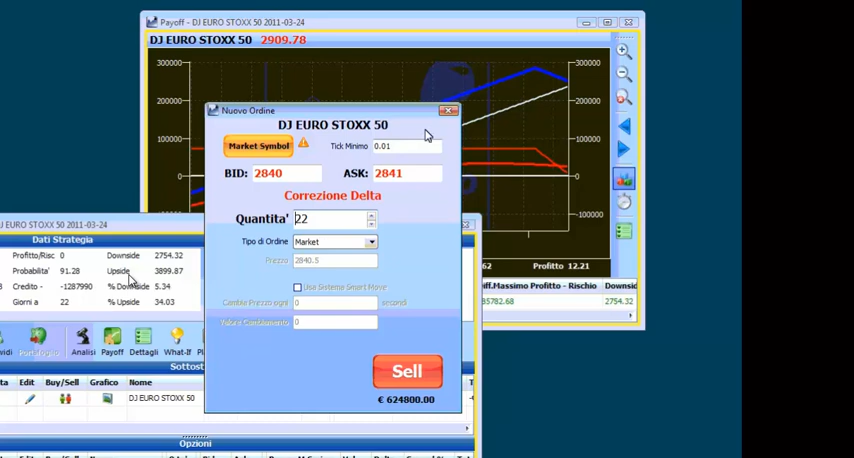 Payoff - DJ EURO STOXX 50 2011-03-24
DJ EURO STOXX 50 2909.78
300000 300000
200000 200000
100000 100000
0 0
-100000
62 Profitto 12.21
Diff.Massimo Profitto - Rischio Downsid
85782.68 2754.32
Nuovo Ordine
DJ EURO STOXX 50
Market Symbol Tick Minimo 0.01
BID: 2840 ASK: 2841
Correzione Delta
Quantita' 22
Tipo di Ordine Market
Prezzo 2840.5
Usa Sistema Smart Move
Cambia Prezzo ogni 0 secondi
Valore Cambiamento 0
Sell
€ 624800.00
DJ EURO STOXX 50 2011-03-24
Dati Strategia
Profitto/Risc 0 Downside 2754.32
Probabilita' 91.28 Upside 3899.87
Credito - -1287990 % Downside 5.34
Giorni a 22 % Upside 34.03
vidi Portafoglio Analisi Payoff Dettagli What-If
Sottost
ta Edit Buy/Sell Grafico Nome
DJ EURO STOXX 50
Opzioni